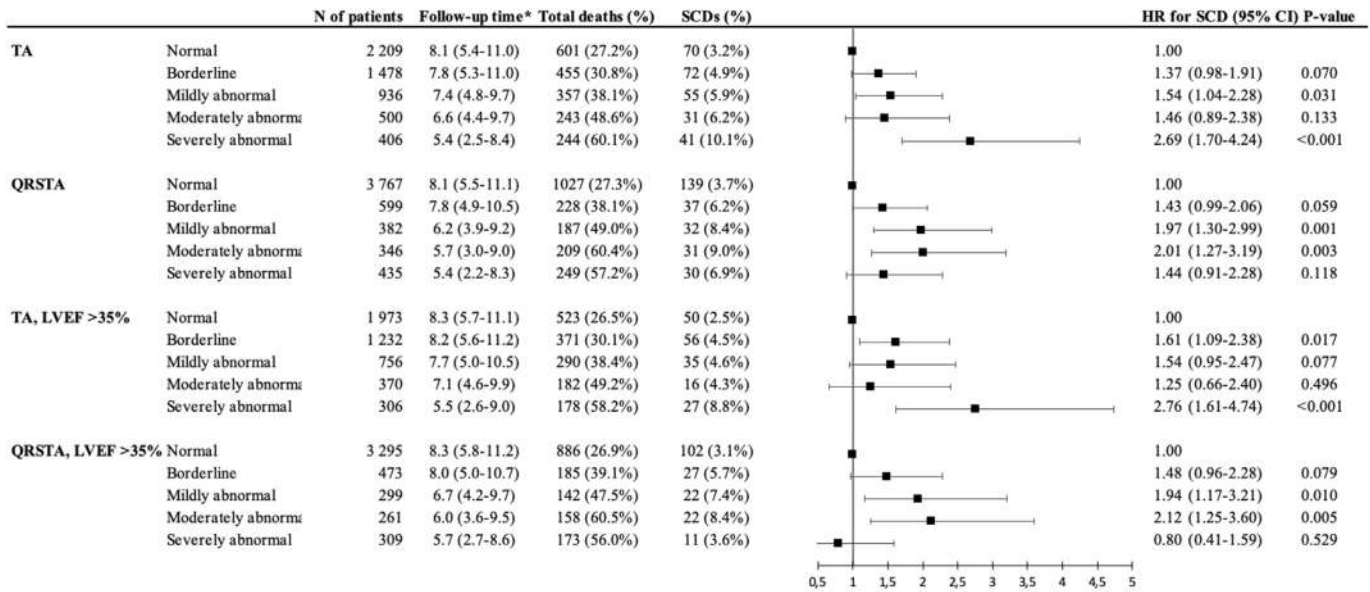 N of patients Follow-up time* Total deaths (%) SCDs (%) HR for SCD (95% CI) P-value
TA Normal 2 209 8.1 (5.4-11.0) 601 (27.2%) 70 (3.2%) 1.00
Borderline 1 478 7.8 (5.3-11.0) 455 (30.8%) 72 (4.9%) 1.37 (0.98-1.91) 0.070
Mildly abnormal 936 7.4 (4.8-9.7) 357 (38.1%) 55 (5.9%) 1.54 (1.04-2.28) 0.031
Moderately abnorma 500 6.6 (4.4-9.7) 243 (48.6%) 31 (6.2%) 1.46 (0.89-2.38) 0.133
Severely abnormal 406 5.4 (2.5-8.4) 244 (60.1%) 41 (10.1%) 2.69 (1.70-4.24) <0.001
QRSTA Normal 3 767 8.1 (5.5-11.1) 1027 (27.3%) 139 (3.7%) 1.00
Borderline 599 7.8 (4.9-10.5) 228 (38.1%) 37 (6.2%) 1.43 (0.99-2.06) 0.059
Mildly abnormal 382 6.2 (3.9-9.2) 187 (49.0%) 32 (8.4%) 1.97 (1.30-2.99) 0.001
Moderately abnorma 346 5.7 (3.0-9.0) 209 (60.4%) 31 (9.0%) 2.01 (1.27-3.19) 0.003
Severely abnormal 435 5.4 (2.2-8.3) 249 (57.2%) 30 (6.9%) 1.44 (0.91-2.28) 0.118
TA, LVEF >35% Normal 1 973 8.3 (5.7-11.1) 523 (26.5%) 50 (2.5%) 1.00
Borderline 1 232 8.2 (5.6-11.2) 371 (30.1%) 56 (4.5%) 1.61 (1.09-2.38) 0.017
Mildly abnormal 756 7.7 (5.0-10.5) 290 (38.4%) 35 (4.6%) 1.54 (0.95-2.47) 0.077
Moderately abnorma 370 7.1 (4.6-9.9) 182 (49.2%) 16 (4.3%) 1.25 (0.66-2.40) 0.496
Severely abnormal 306 5.5 (2.6-9.0) 178 (58.2%) 27 (8.8%) 2.76 (1.61-4.74) <0.001
QRSTA, LVEF >35% Normal 3 295 8.3 (5.8-11.2) 886 (26.9%) 102 (3.1%) 1.00
Borderline 473 8.0 (5.0-10.7) 185 (39.1%) 27 (5.7%) 1.48 (0.96-2.28) 0.079
Mildly abnormal 299 6.7 (4.2-9.7) 142 (47.5%) 22 (7.4%) 1.94 (1.17-3.21) 0.010
Moderately abnorma 261 6.0 (3.6-9.5) 158 (60.5%) 22 (8.4%) 2.12 (1.25-3.60) 0.005
Severely abnormal 309 5.7 (2.7-8.6) 173 (56.0%) 11 (3.6%) 0.80 (0.41-1.59) 0.529
0,5 1 1,5 2 2,5 3 3,5 4 4,5 5